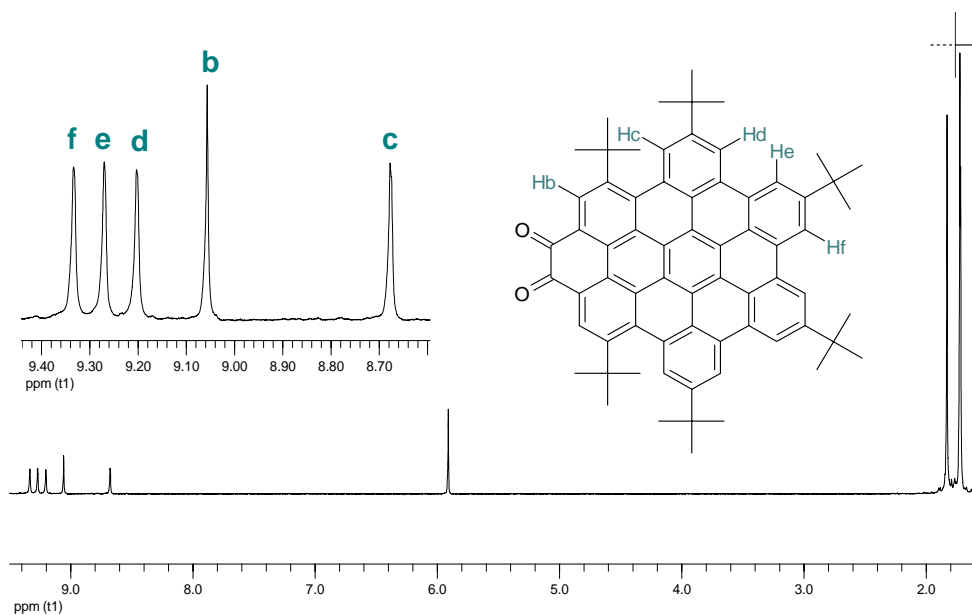 b
f e d c
Hc Hd
He
Hb
Hf
O
O
9.40 9.30 9.20 9.10 9.00 8.90 8.80 8.70
ppm (t1)
9.0 8.0 7.0 6.0 5.0 4.0 3.0 2.0
ppm (t1)